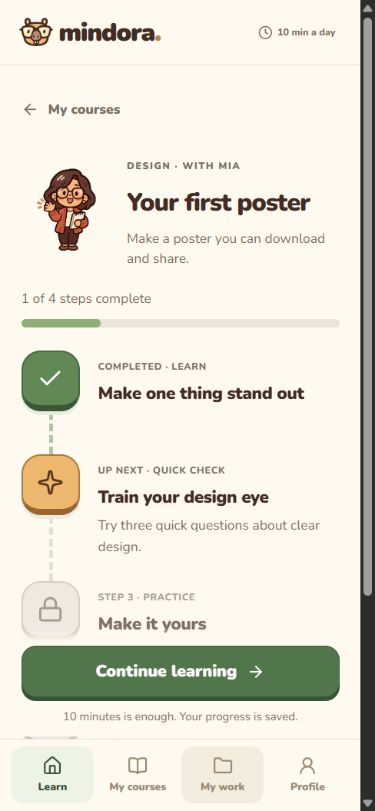 mindora.
10 min a day
My courses
DESIGN · WITH MIA
Your first poster
Make a poster you can download
and share.
1 of 4 steps complete
COMPLETED · LEARN
Make one thing stand out
UP NEXT · QUICK CHECK
Train your design eye
Try three quick questions about clear
design.
STEP 3 · PRACTICE
Make it yours
Continue learning
10 minutes is enough. Your progress is saved.
Learn
My courses
My work
Profile